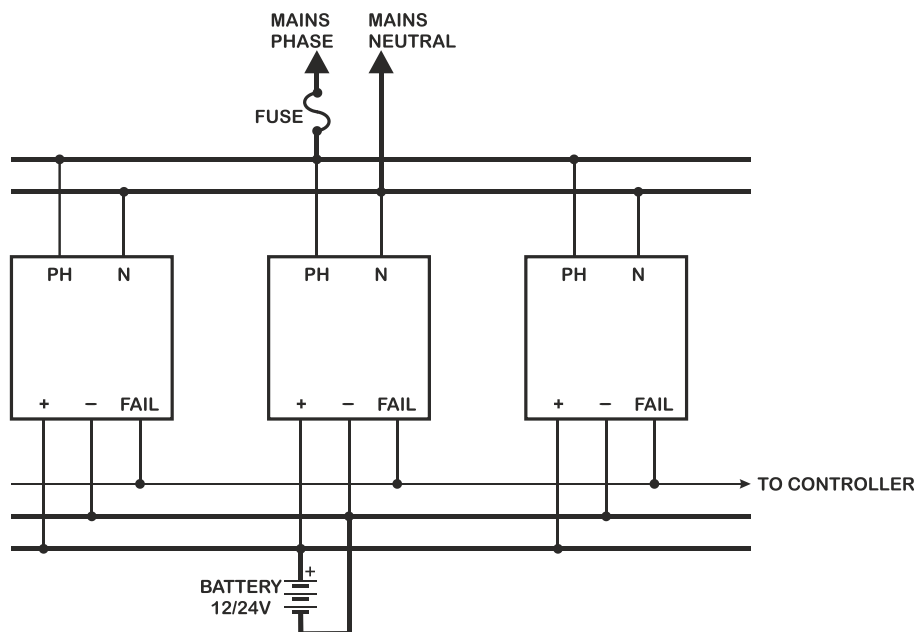 MAINS
PHASE
MAINS
NEUTRAL
FUSE
PH N
PH N
PH N
+ – FAIL
+ – FAIL
+ – FAIL
TO CONTROLLER
+
BATTERY
12/24V